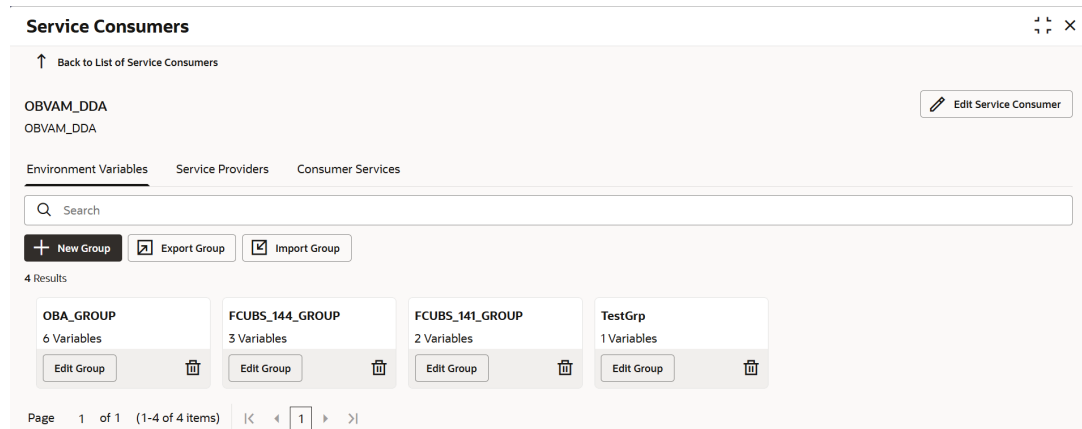 Service Consumers
Back to List of Service Consumers
OBVAM_DDA
Edit Service Consumer
OBVAM_DDA
Environment Variables Service Providers Consumer Services
Search
New Group Export Group Import Group
4 Results
OBA_GROUP FCUBS_144_GROUP FCUBS_141_GROUP TestGrp
6 Variables 3 Variables 2 Variables 1 Variables
Edit Group Edit Group Edit Group Edit Group
Page 1 of 1 (1-4 of 4 items) 1